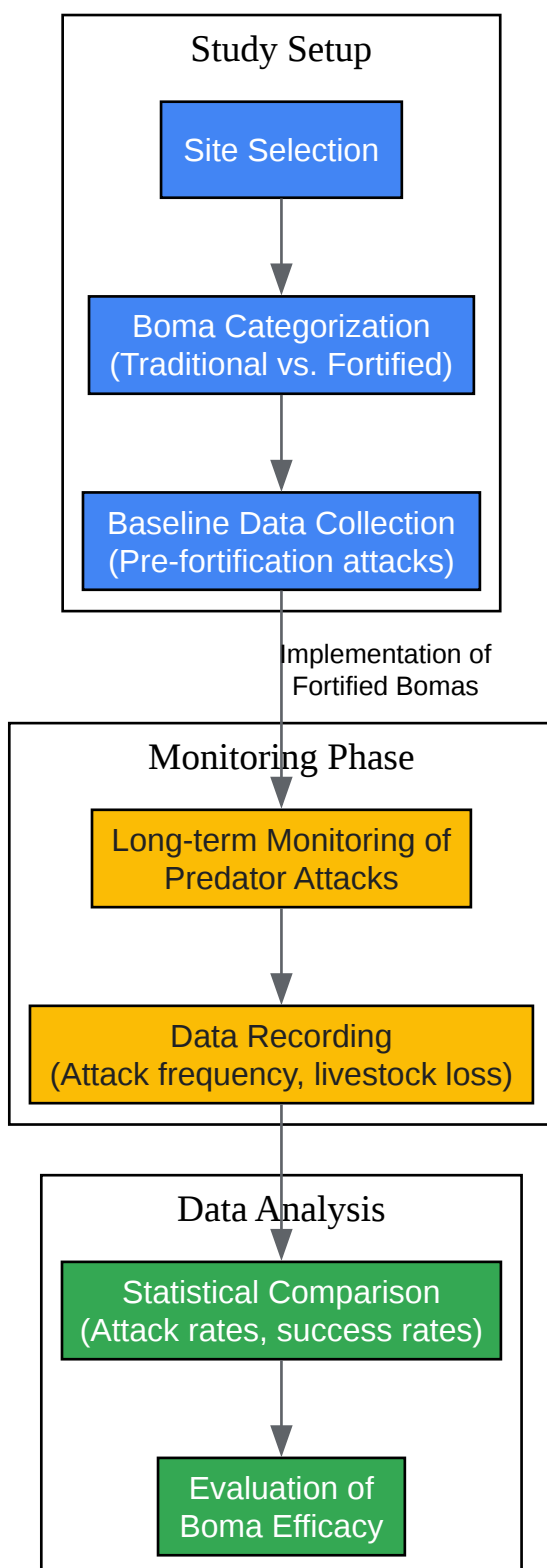 Study Setup
Site Selection
Boma Categorization
(Traditional vs. Fortified)
Baseline Data Collection
(Pre-fortification attacks)
Implementation of
Fortified Bomas
Monitoring Phase
Long-term Monitoring of
Predator Attacks
Data Recording
(Attack frequency, livestock loss)
Data Analysis
Statistical Comparison
(Attack rates, success rates)
Evaluation of
Boma Efficacy